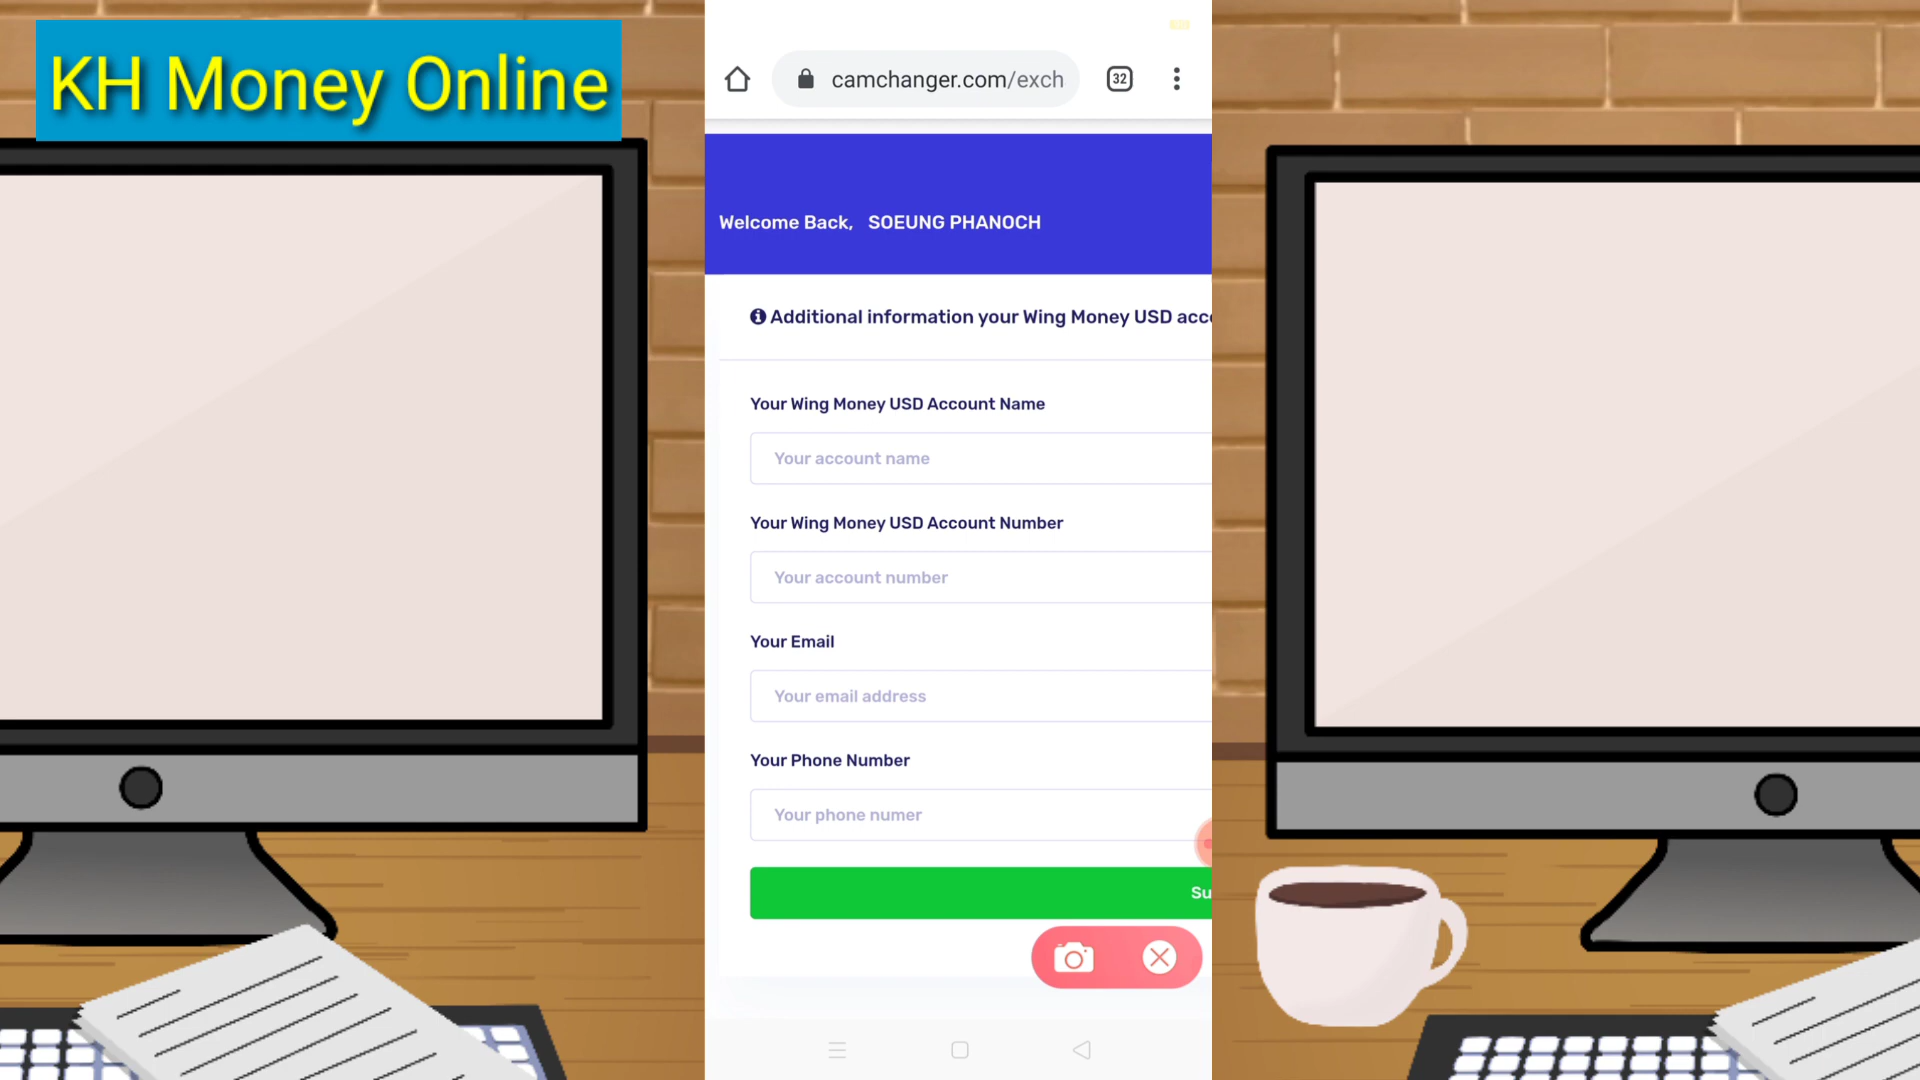 KH Money Online
camchanger.com/exch
32
Welcome Back, SOEUNG PHANOCH
Additional information your Wing Money USD acc
Your Wing Money USD Account Name
Your account name
Your Wing Money USD Account Number
Your account number
Your Email
Your email address
Your Phone Number
Your phone numer
Su